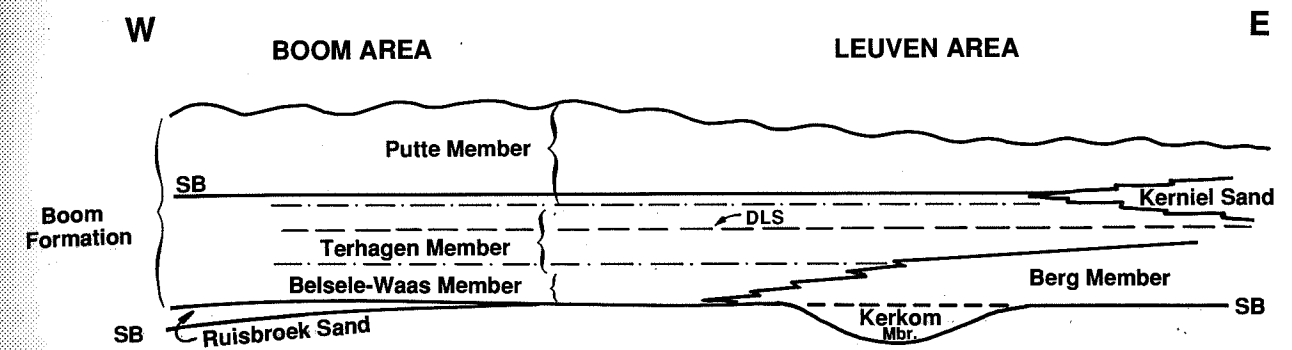 W
E
BOOM AREA
LEUVEN AREA
Putte Member
SB
Kerniel Sand
Boom
Formation
DLS
Terhagen Member
Berg Member
Belsele-Waas Member
SB
Kerkom
Mbr.
SB
Ruisbroek Sand